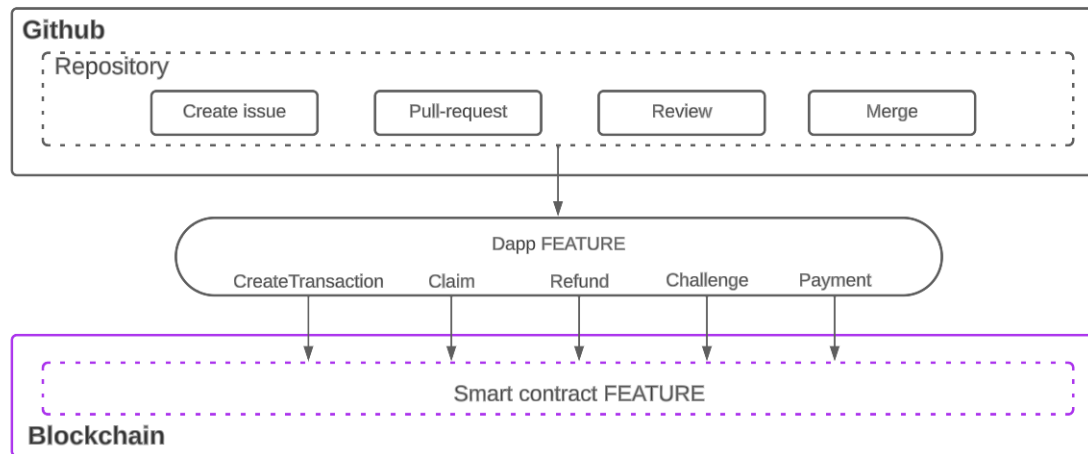 Github
Repository
Create issue
Pull-request
Review
Merge
Dapp FEATURE
CreateTransaction
Claim
Refund
Challenge
Payment
Smart contract FEATURE
Blockchain